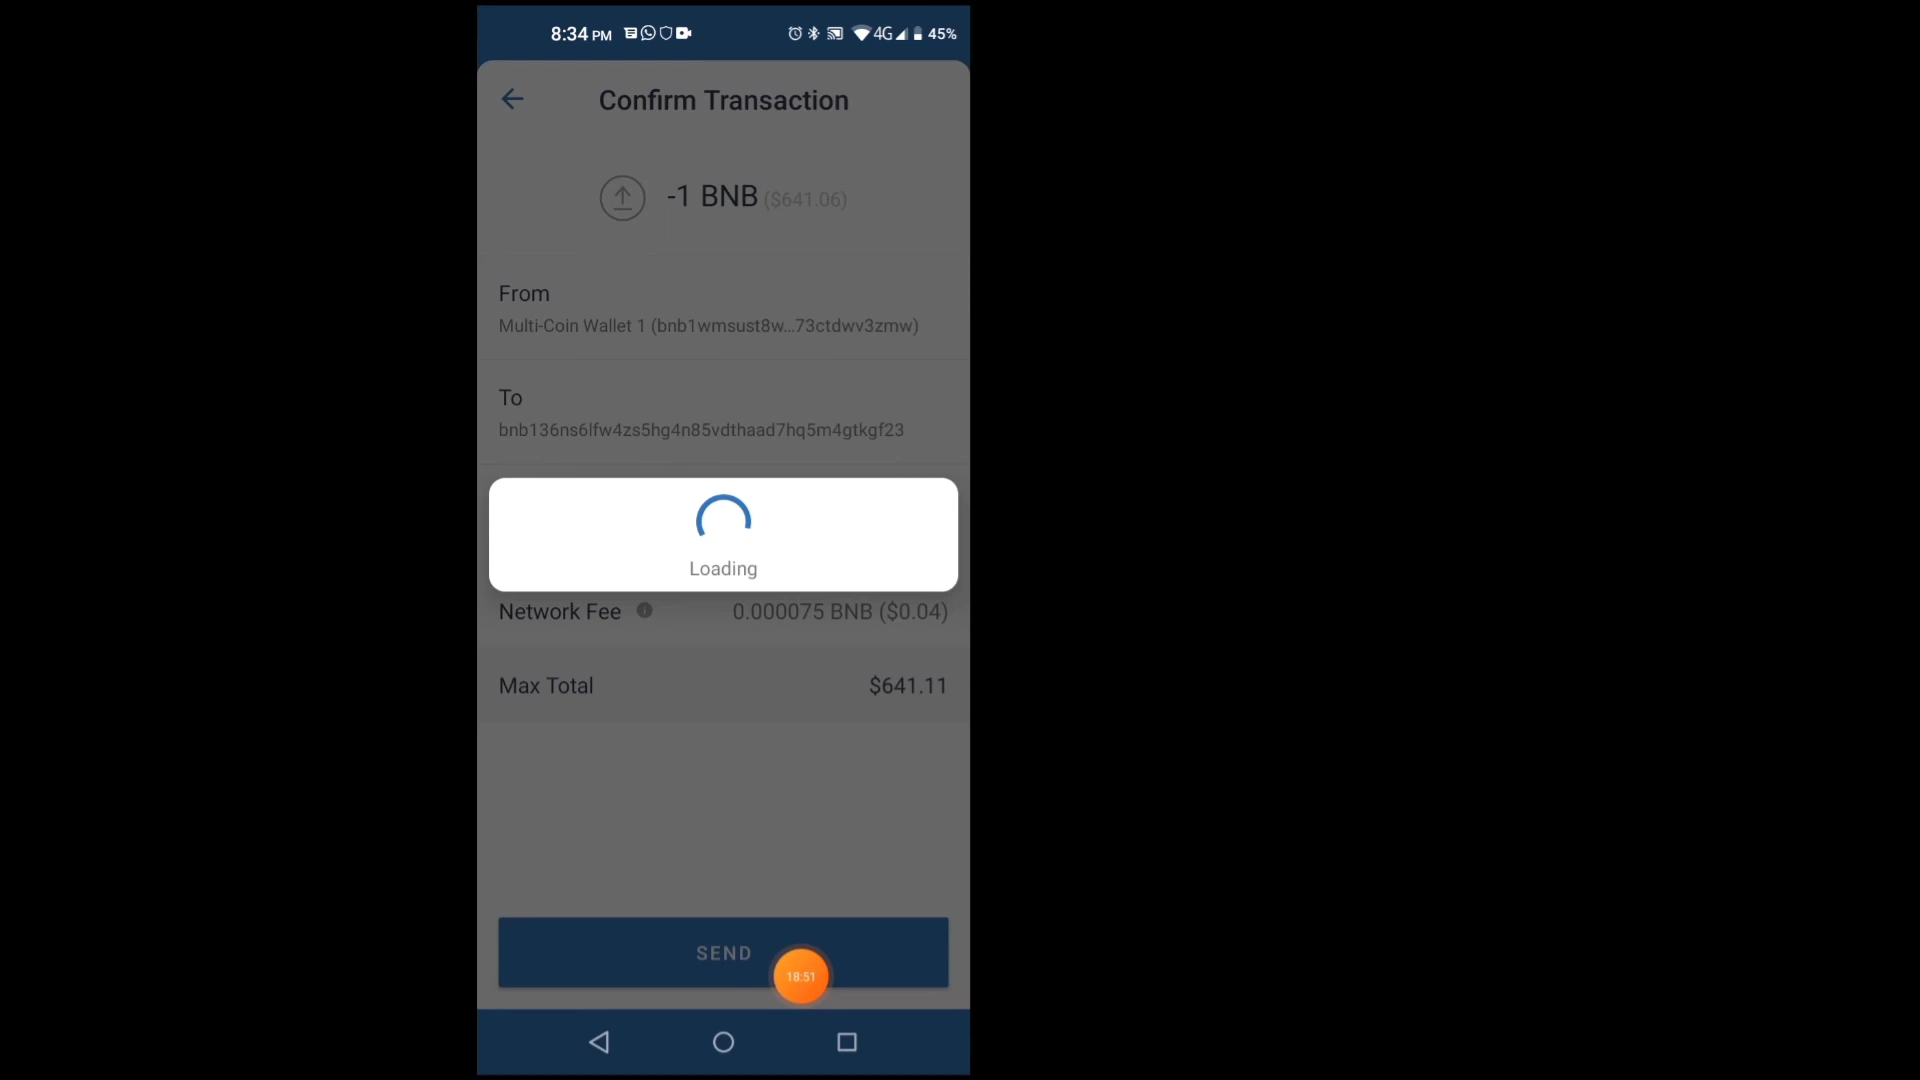 8:34 PM 4G 45%
Confirm Transaction
-1 BNB ($641.06)
From
Multi-Coin Wallet 1 (bnb1wmsust8w...73ctdwv3zmw)
To
bnb136ns6lfw4zs5hg4n85vdthaad7hq5m4gtkgf23
Loading
Network Fee 0.000075 BNB ($0.04)
Max Total $641.11
SEND
18:51